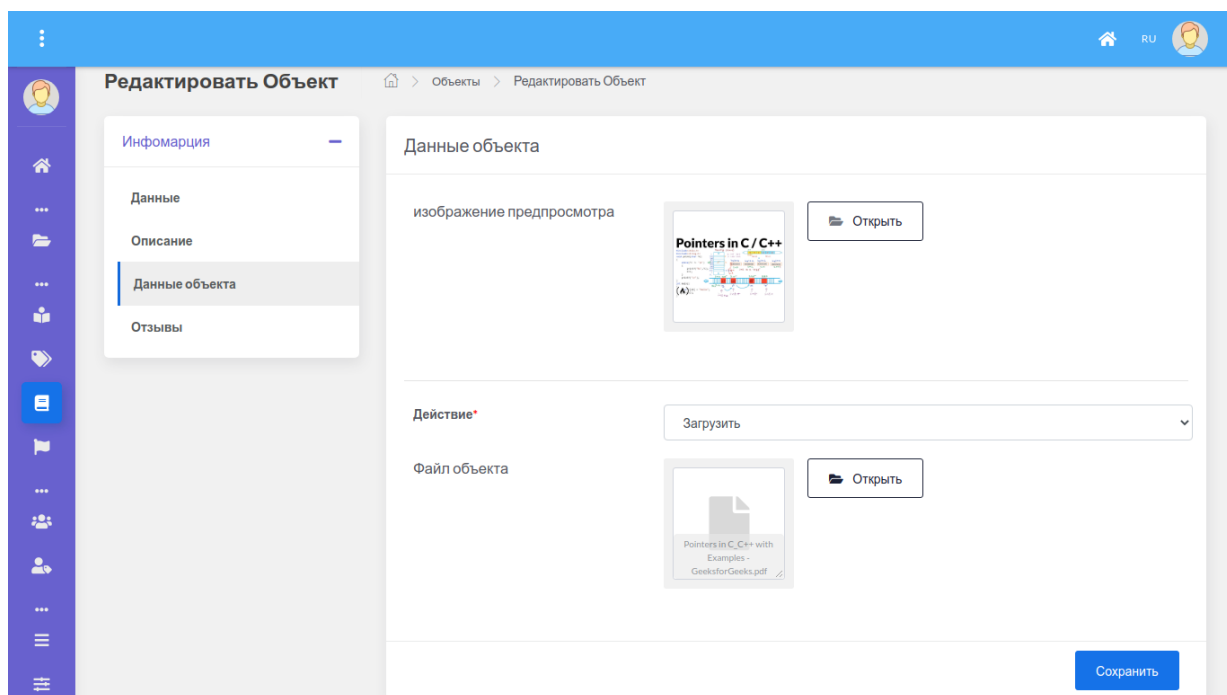 RU
Редактировать Объект
Объекты
Редактировать Объект
Инфомарция
Данные
Описание
Данные объекта
Отзывы
Данные объекта
изображение предпросмотра
Pointers in C / C++
Открыть
Действие*
Загрузить
Файл объекта
Pointers in C_C++ with
Examples -
GeeksforGeeks.pdf
Открыть
Сохранить